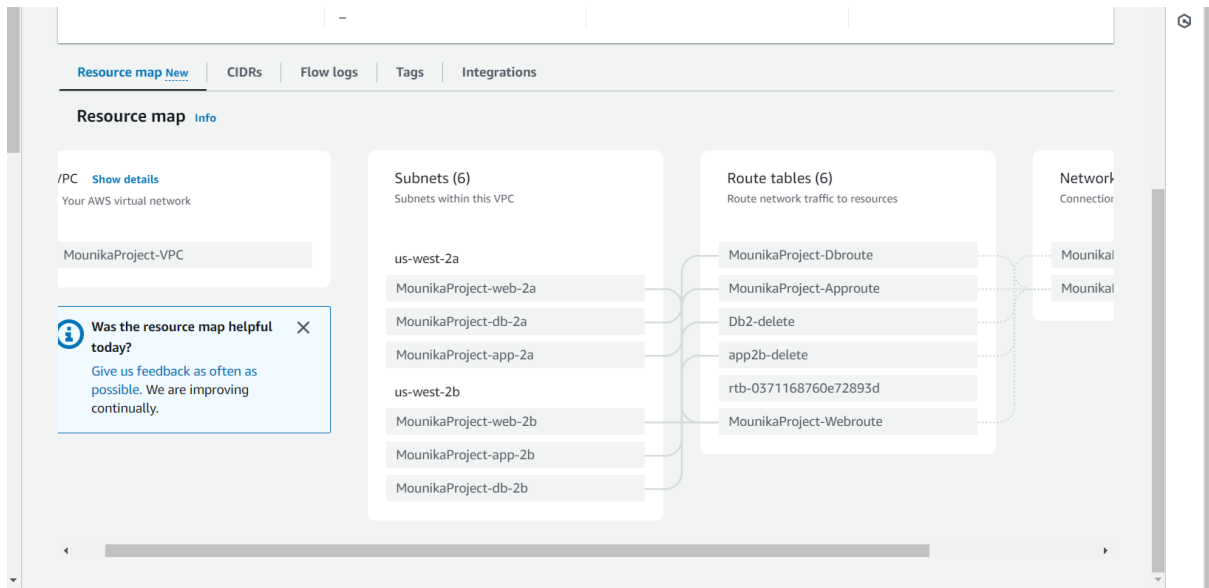 –
Resource map New
CIDRs
Flow logs
Tags
Integrations
Resource map Info
VPC Show details
Your AWS virtual network
MounikaProject-VPC
Was the resource map helpful
today?
Give us feedback as often as
possible. We are improving
continually.
Subnets (6)
Subnets within this VPC
us-west-2a
MounikaProject-web-2a
MounikaProject-db-2a
MounikaProject-app-2a
us-west-2b
MounikaProject-web-2b
MounikaProject-app-2b
MounikaProject-db-2b
Route tables (6)
Route network traffic to resources
MounikaProject-Dbroute
MounikaProject-Approute
Db2-delete
app2b-delete
rtb-0371168760e72893d
MounikaProject-Webroute
Network
Connection